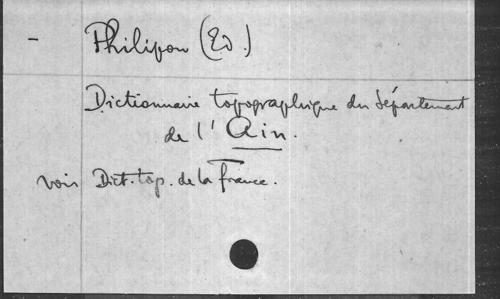 - Philipon (Ed.)
Dictionnaire topographique du département
de l'Ain.
voir Dict. top. de la France.